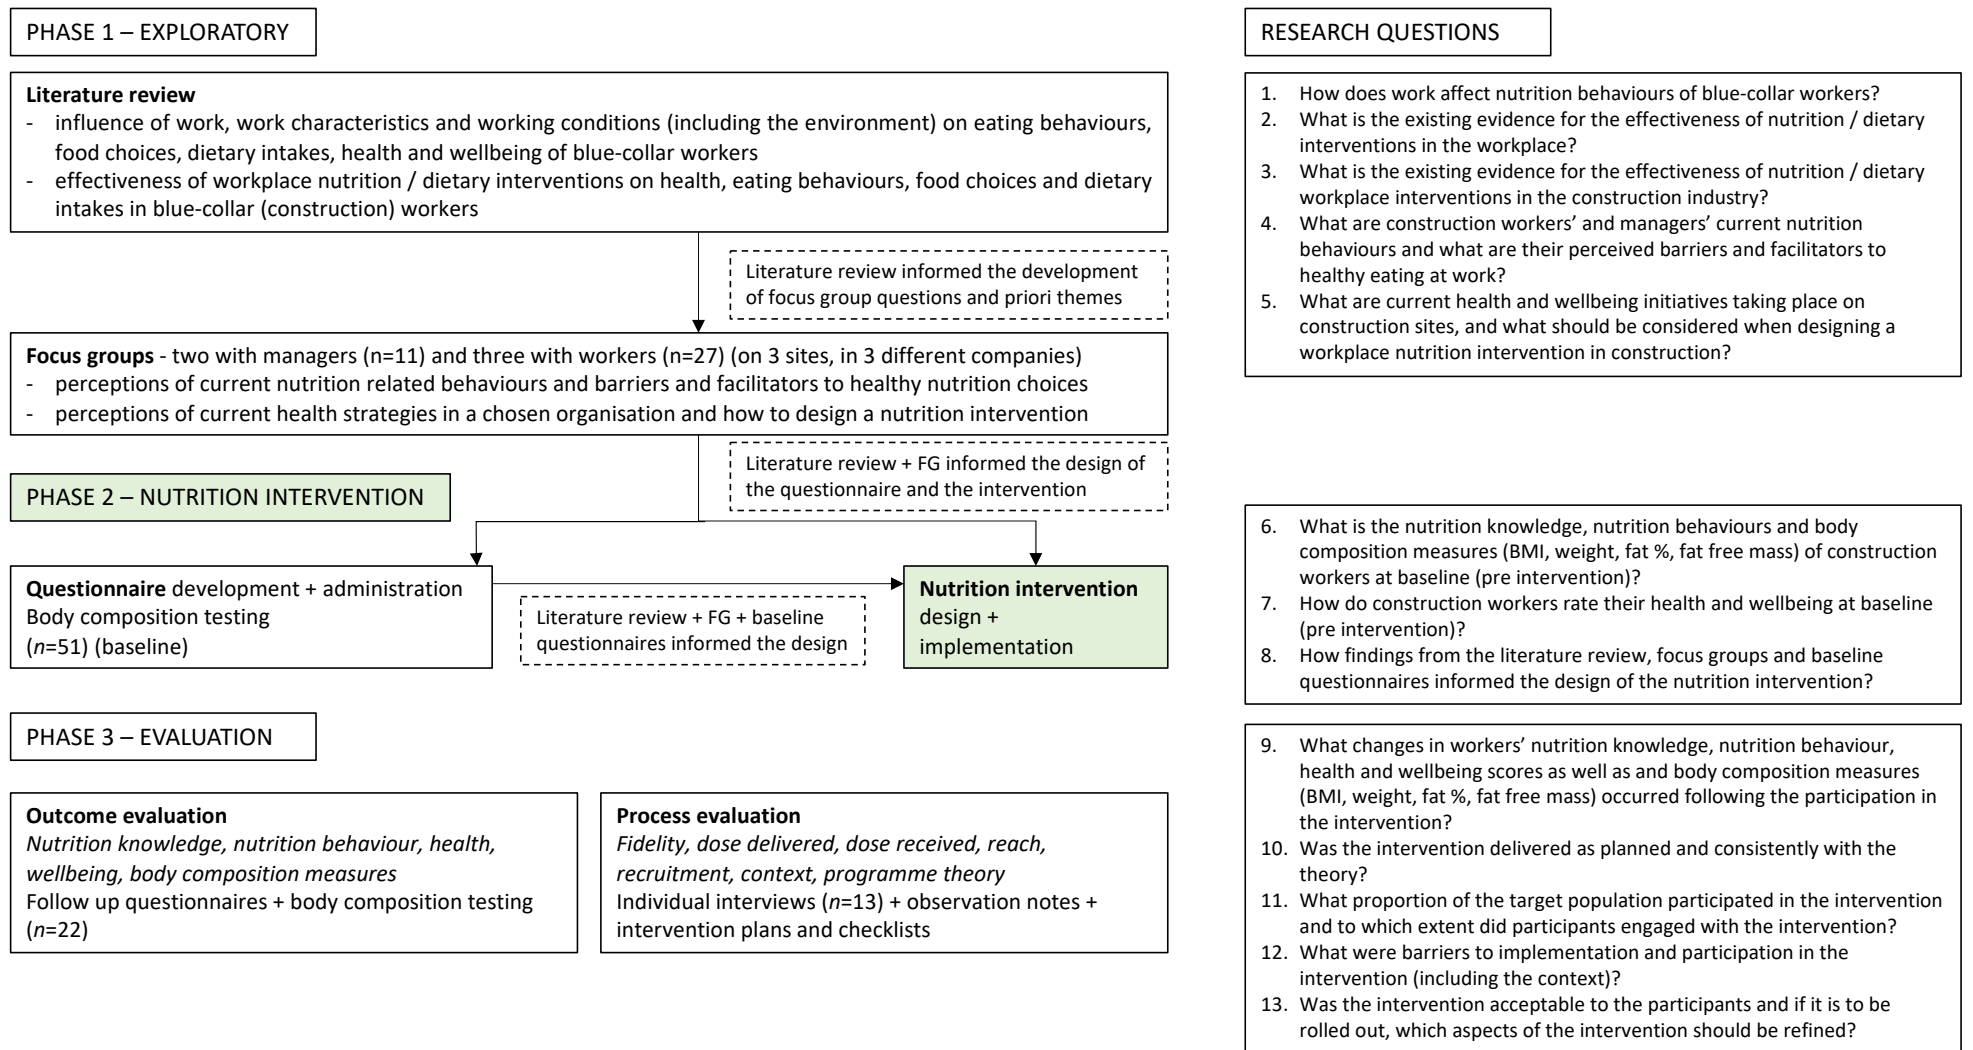 PHASE 1 – EXPLORATORY
Literature review
- influence of work, work characteristics and working conditions (including the environment) on eating behaviours,
food choices, dietary intakes, health and wellbeing of blue-collar workers
- effectiveness of workplace nutrition / dietary interventions on health, eating behaviours, food choices and dietary
intakes in blue-collar (construction) workers
Literature review informed the development
of focus group questions and priori themes
Focus groups - two with managers (n=11) and three with workers (n=27) (on 3 sites, in 3 different companies)
- perceptions of current nutrition related behaviours and barriers and facilitators to healthy nutrition choices
- perceptions of current health strategies in a chosen organisation and how to design a nutrition intervention
Literature review + FG informed the design of
the questionnaire and the intervention
PHASE 2 – NUTRITION INTERVENTION
Questionnaire development + administration
Body composition testing
(n=51) (baseline)
Literature review + FG + baseline
questionnaires informed the design
Nutrition intervention
design +
implementation
PHASE 3 – EVALUATION
Outcome evaluation
Nutrition knowledge, nutrition behaviour, health,
wellbeing, body composition measures
Follow up questionnaires + body composition testing
(n=22)
Process evaluation
Fidelity, dose delivered, dose received, reach,
recruitment, context, programme theory
Individual interviews (n=13) + observation notes +
intervention plans and checklists
RESEARCH QUESTIONS
1. How does work affect nutrition behaviours of blue-collar workers?
2. What is the existing evidence for the effectiveness of nutrition / dietary
interventions in the workplace?
3. What is the existing evidence for the effectiveness of nutrition / dietary
workplace interventions in the construction industry?
4. What are construction workers’ and managers’ current nutrition
behaviours and what are their perceived barriers and facilitators to
healthy eating at work?
5. What are current health and wellbeing initiatives taking place on
construction sites, and what should be considered when designing a
workplace nutrition intervention in construction?
6. What is the nutrition knowledge, nutrition behaviours and body
composition measures (BMI, weight, fat %, fat free mass) of construction
workers at baseline (pre intervention)?
7. How do construction workers rate their health and wellbeing at baseline
(pre intervention)?
8. How findings from the literature review, focus groups and baseline
questionnaires informed the design of the nutrition intervention?
9. What changes in workers’ nutrition knowledge, nutrition behaviour,
health and wellbeing scores as well as and body composition measures
(BMI, weight, fat %, fat free mass) occurred following the participation in
the intervention?
10. Was the intervention delivered as planned and consistently with the
theory?
11. What proportion of the target population participated in the intervention
and to which extent did participants engaged with the intervention?
12. What were barriers to implementation and participation in the
intervention (including the context)?
13. Was the intervention acceptable to the participants and if it is to be
rolled out, which aspects of the intervention should be refined?